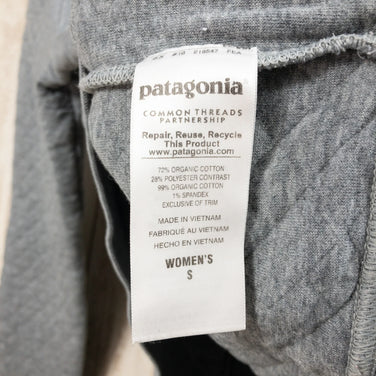 patagonia®
COMMON THREADS
PARTNERSHIP
Repair, Reuse, Recycle
This Product
www.patagonia.com
72% ORGANIC COTTON
28% POLYESTER CONTRAST
99% ORGANIC COTTON
1% SPANDEX
EXCLUSIVE OF TRIM
MADE IN VIETNAM
FABRIQUÉ AU VIETNAM
HECHO EN VIETNAM
WOMEN'S
S